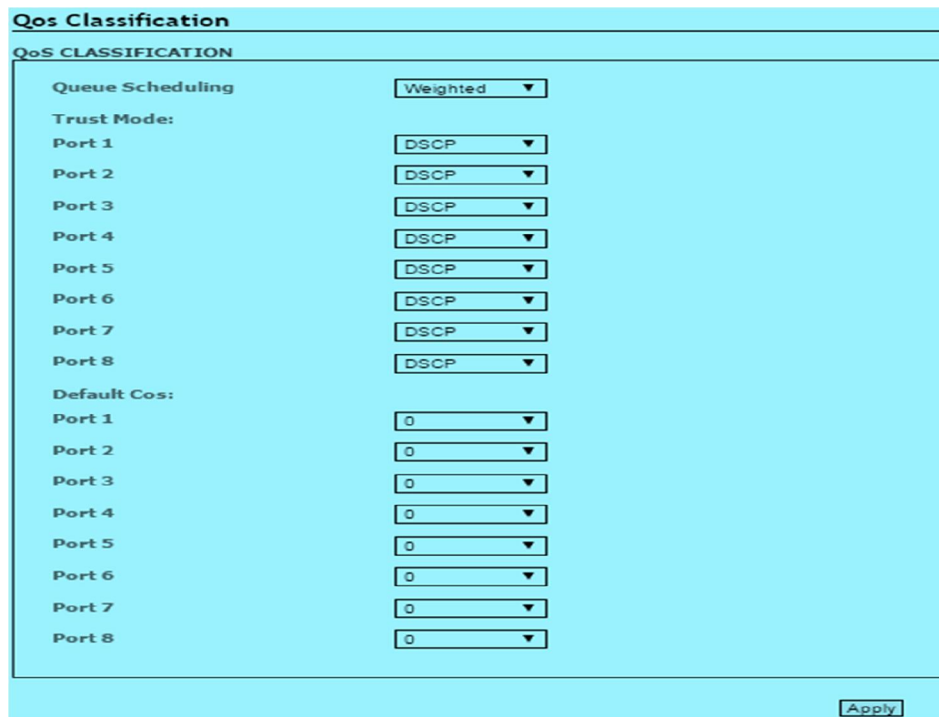 Qos Classification
QoS CLASSIFICATION
Queue Scheduling Weighted
Trust Mode:
Port 1 DSCP
Port 2 DSCP
Port 3 DSCP
Port 4 DSCP
Port 5 DSCP
Port 6 DSCP
Port 7 DSCP
Port 8 DSCP
Default Cos:
Port 1 0
Port 2 0
Port 3 0
Port 4 0
Port 5 0
Port 6 0
Port 7 0
Port 8 0
Apply